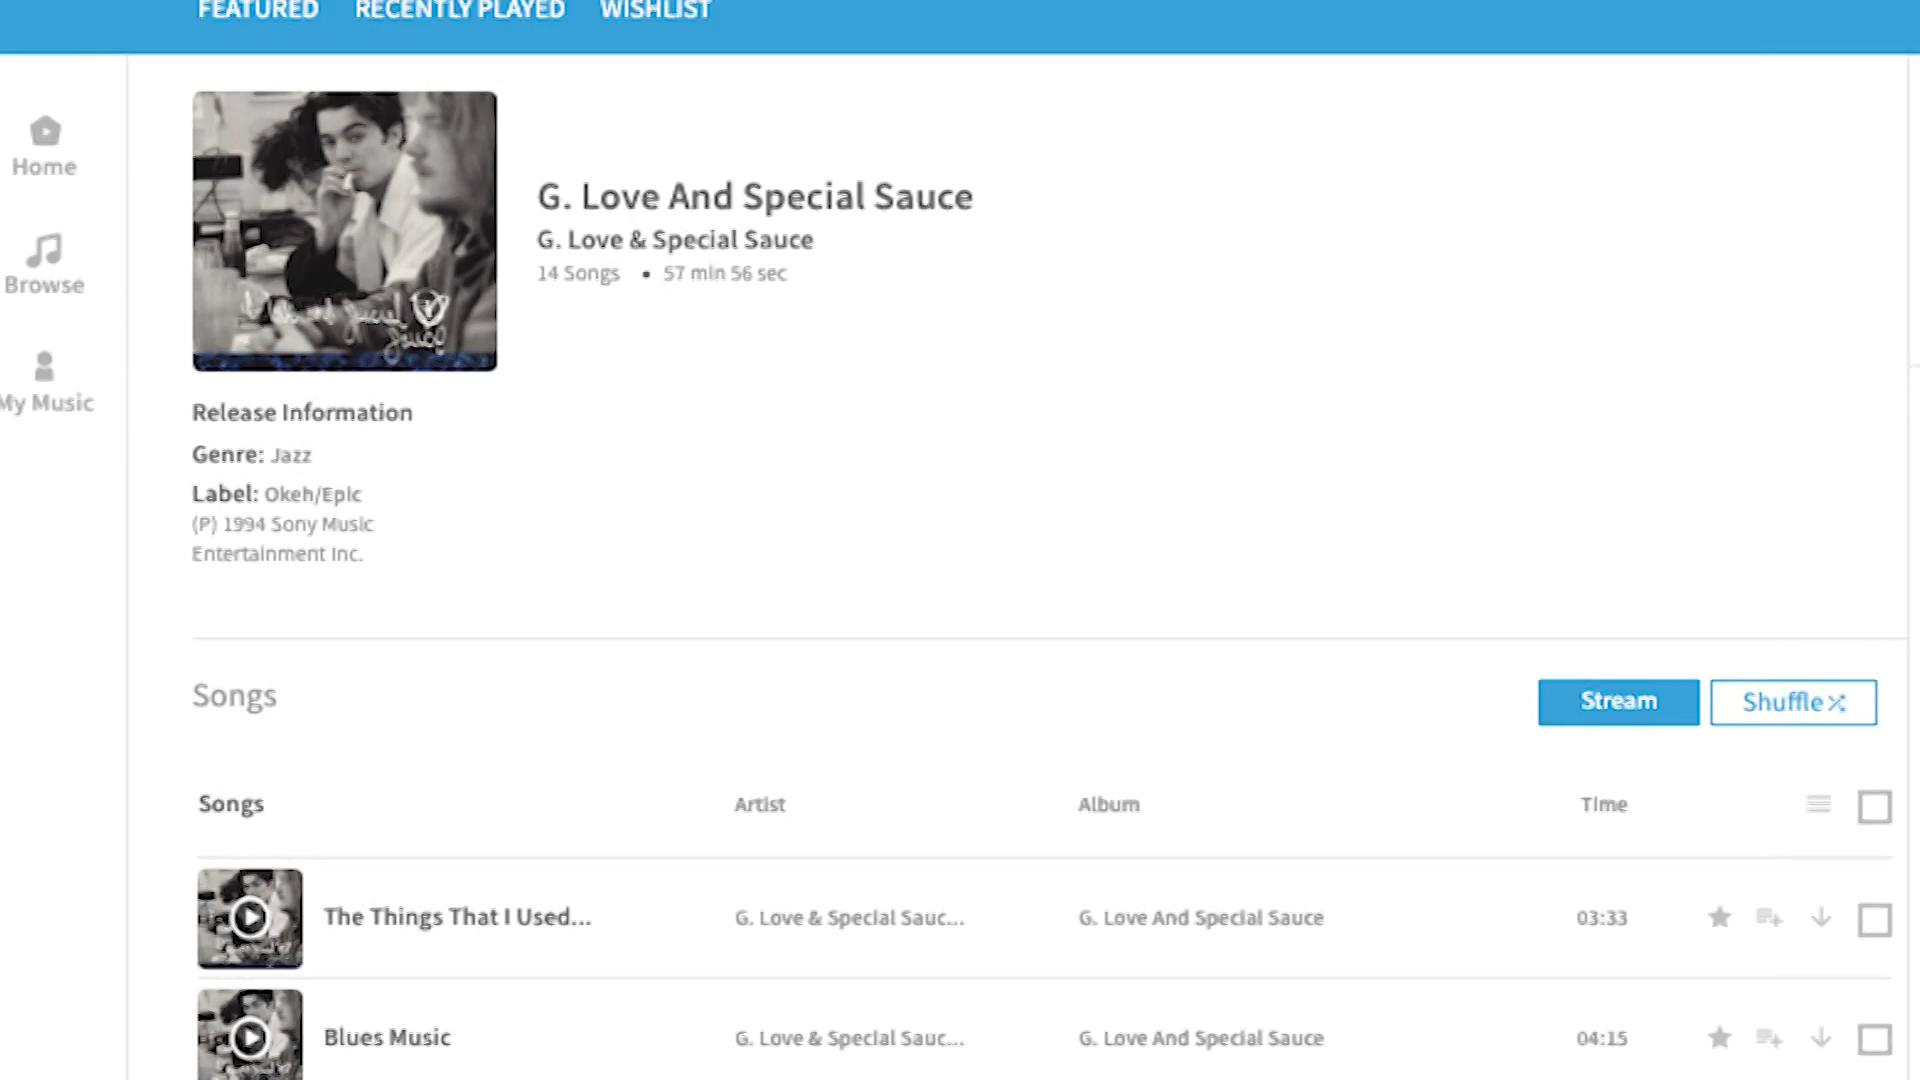 FEATURED RECENTLY PLAYED WISHLIST
Home
Browse
My Music
G. Love And Special Sauce
G. Love & Special Sauce
14 Songs • 57 min 56 sec
Release Information
Genre: Jazz
Label: Okeh/Epic
(P) 1994 Sony Music
Entertainment Inc.
Songs
Stream Shuffle
Songs Artist Album Time
The Things That I Used... G. Love & Special Sauc... G. Love And Special Sauce 03:33
Blues Music G. Love & Special Sauc... G. Love And Special Sauce 04:15